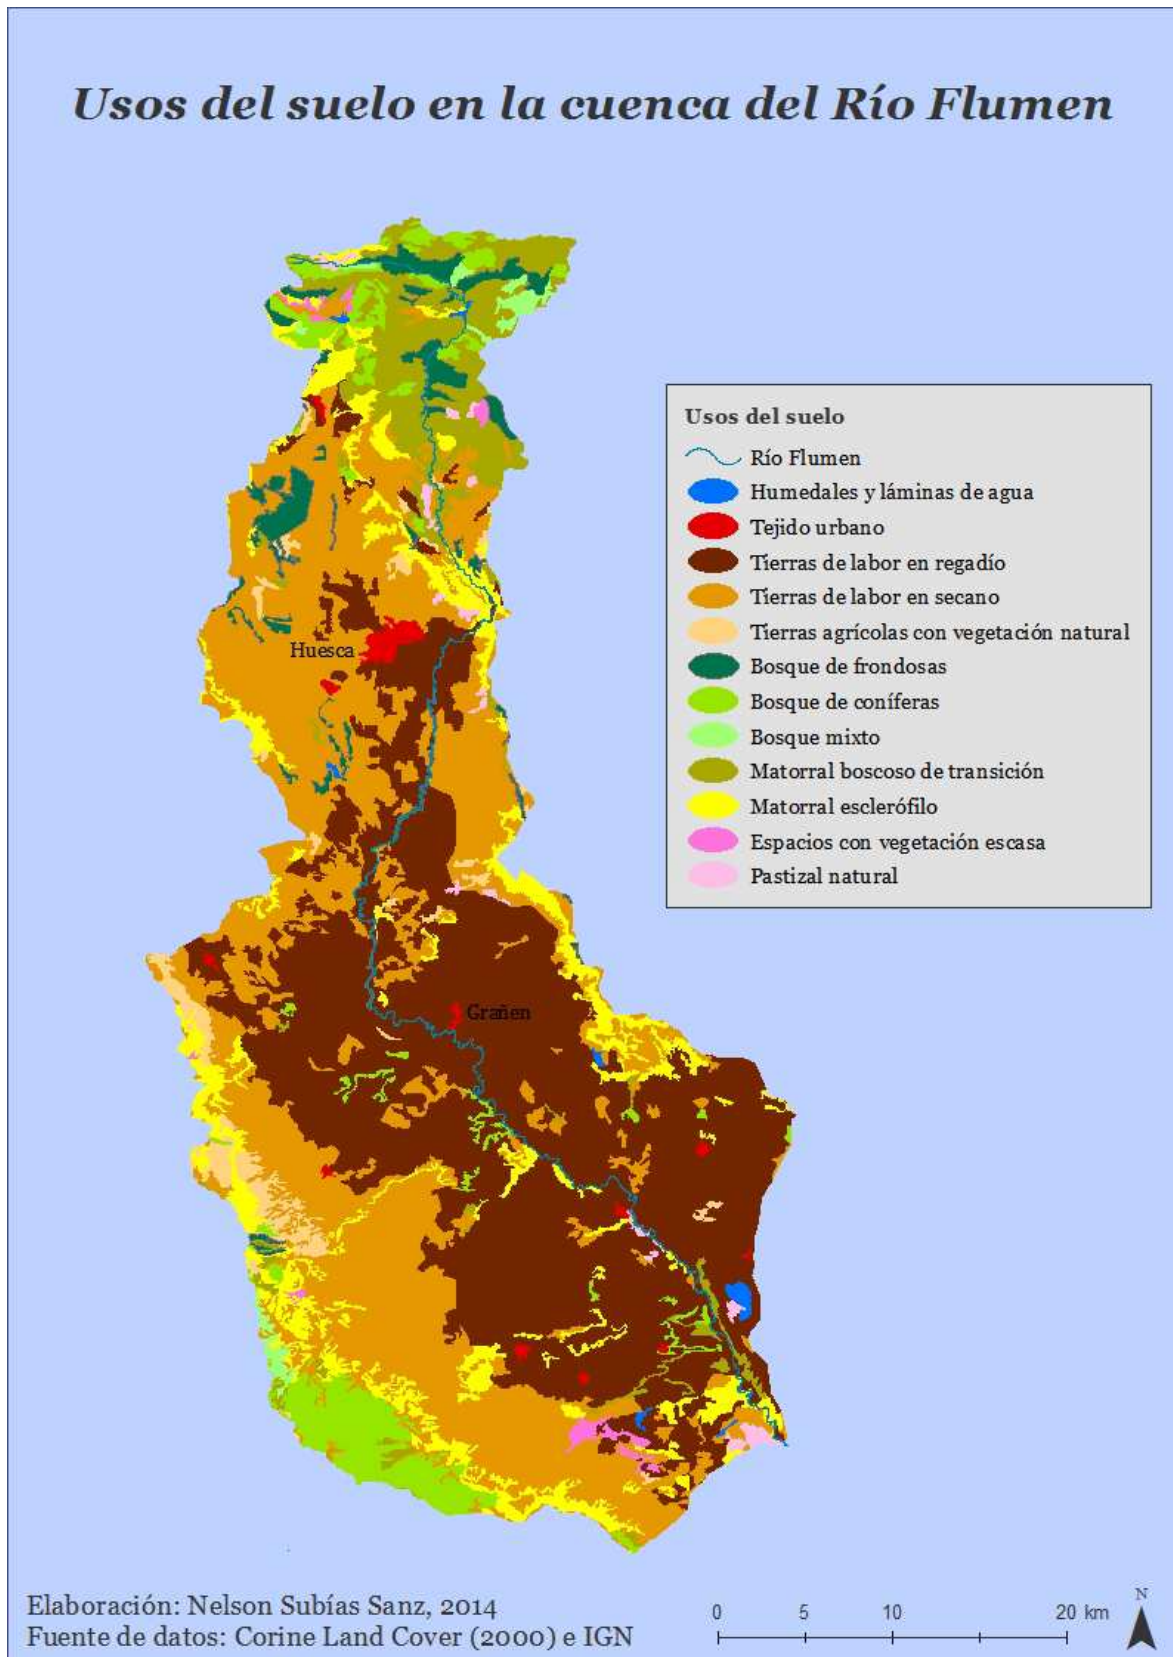 Usos del suelo en la cuenca del Río Flumen
Huesca
Grañen
Usos del suelo
Río Flumen
Humedales y láminas de agua
Tejido urbano
Tierras de labor en regadío
Tierras de labor en secano
Tierras agrícolas con vegetación natural
Bosque de frondosas
Bosque de coníferas
Bosque mixto
Matorral boscoso de transición
Matorral esclerófilo
Espacios con vegetación escasa
Pastizal natural
Elaboración: Nelson Subías Sanz, 2014
Fuente de datos: Corine Land Cover (2000) e IGN
0 5 10 20 km
N